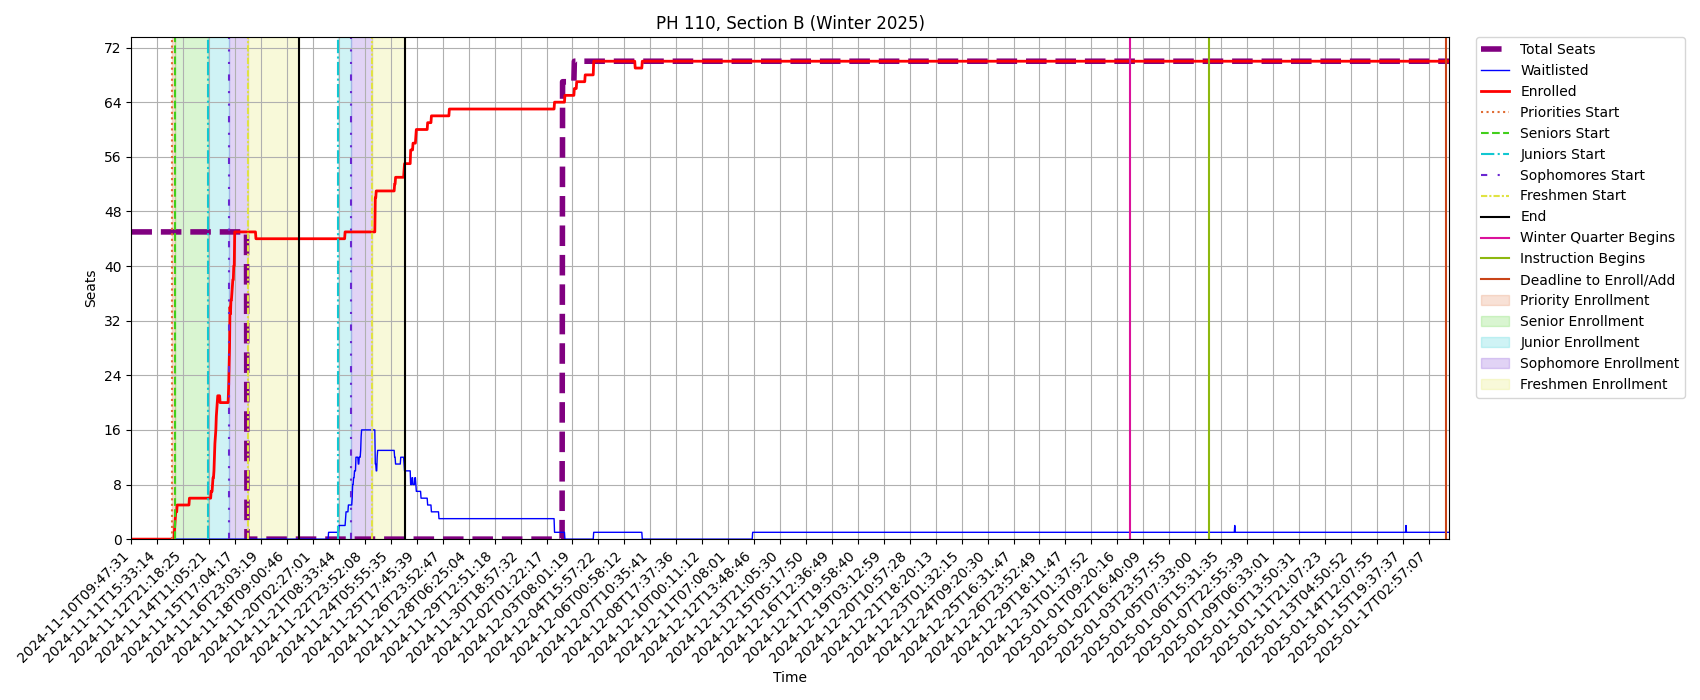 PH 110, Section B (Winter 2025)
72
64
56
48
40
32
24
16
8
0
Seats
2024-11-10T09:47:31
2024-11-11T15:33:14
2024-11-12T21:18:25
2024-11-14T11:05:21
2024-11-15T17:04:17
2024-11-16T23:03:19
2024-11-18T09:00:46
2024-11-20T02:27:01
2024-11-21T08:33:44
2024-11-22T23:52:08
2024-11-24T05:55:35
2024-11-25T17:45:39
2024-11-26T23:52:47
2024-11-28T06:25:04
2024-11-29T12:51:18
2024-11-30T18:57:32
2024-12-02T01:22:17
2024-12-03T08:01:19
2024-12-04T15:57:22
2024-12-06T00:58:12
2024-12-07T10:35:41
2024-12-08T17:37:36
2024-12-10T00:11:12
2024-12-11T07:08:01
2024-12-12T13:48:46
2024-12-14T11:05:30
2024-12-15T05:17:50
2024-12-16T12:36:49
2024-12-17T19:58:40
2024-12-19T03:12:59
2024-12-20T10:57:28
2024-12-21T18:20:13
2024-12-23T01:32:15
2024-12-24T09:20:30
2024-12-25T16:31:47
2024-12-26T23:52:49
2024-12-29T18:11:47
2024-12-31T01:37:52
2025-01-01T09:20:16
2025-01-02T16:40:09
2025-01-03T23:57:55
2025-01-05T07:33:00
2025-01-06T15:31:35
2025-01-07T22:55:39
2025-01-09T06:33:01
2025-01-10T13:50:31
2025-01-11T21:07:23
2025-01-13T04:50:52
2025-01-14T12:07:55
2025-01-15T19:37:37
2025-01-17T02:57:07
Time
Total Seats
Waitlisted
Enrolled
Priorities Start
Seniors Start
Juniors Start
Sophomores Start
Freshmen Start
End
Winter Quarter Begins
Instruction Begins
Deadline to Enroll/Add
Priority Enrollment
Senior Enrollment
Junior Enrollment
Sophomore Enrollment
Freshmen Enrollment